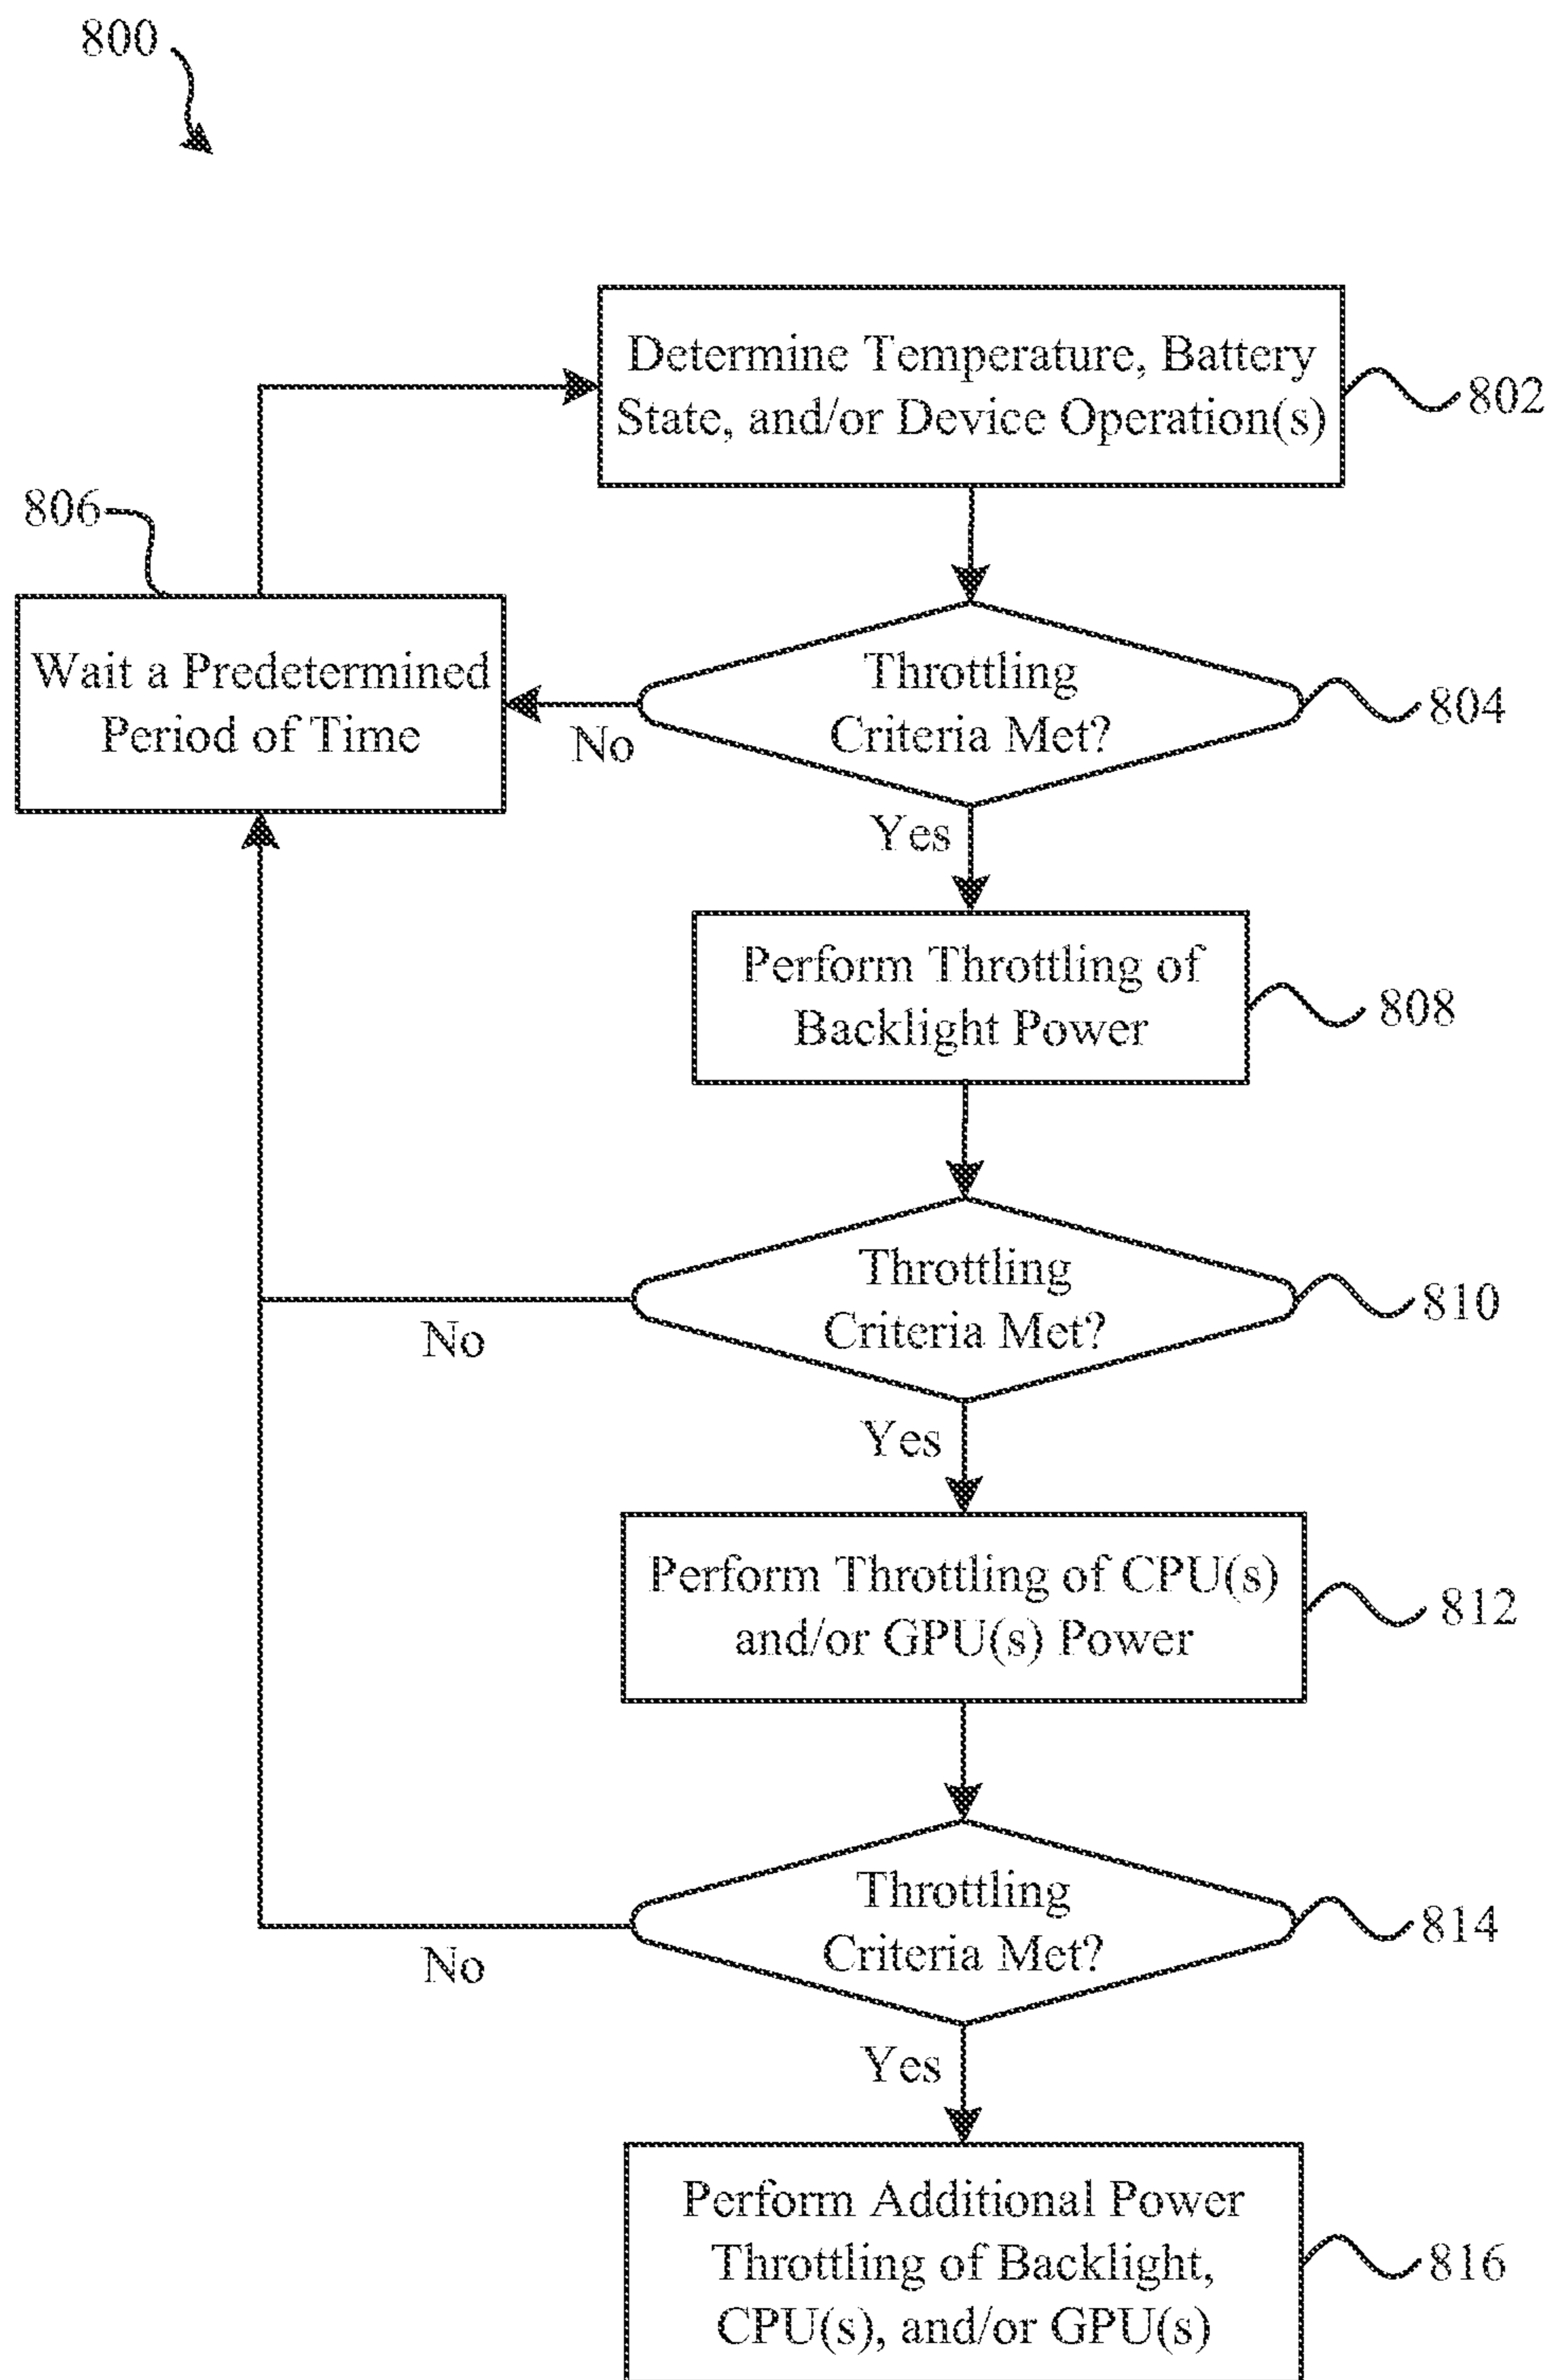 800
Determine Temperature, Battery
State, and/or Device Operation(s)
802
806
Wait a Predetermined
Period of Time
Throttling
Criteria Met?
804
No
Yes
Perform Throttling of
Backlight Power
808
Throttling
Criteria Met?
810
No
Yes
Perform Throttling of CPU(s)
and/or GPU(s) Power
812
Throttling
Criteria Met?
814
No
Yes
Perform Additional Power
Throttling of Backlight,
CPU(s), and/or GPU(s)
816